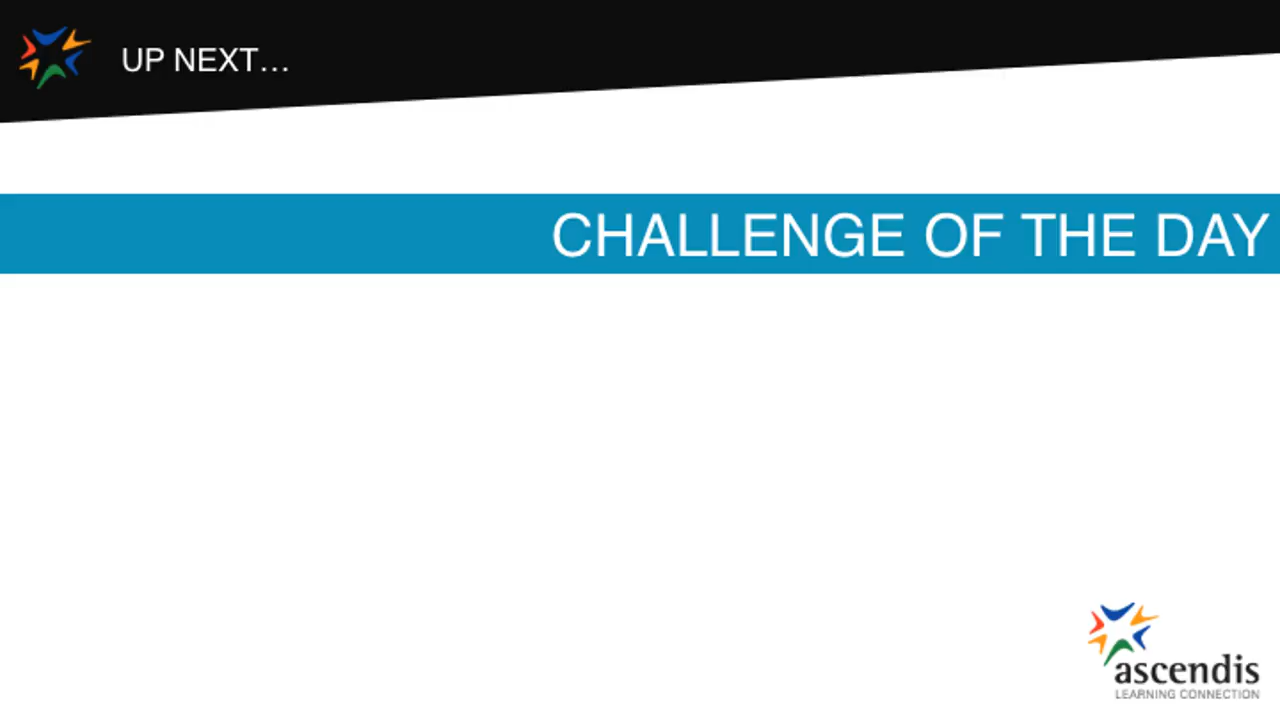 UP NEXT…
CHALLENGE OF THE DAY
ascendis
LEARNING CONNECTION